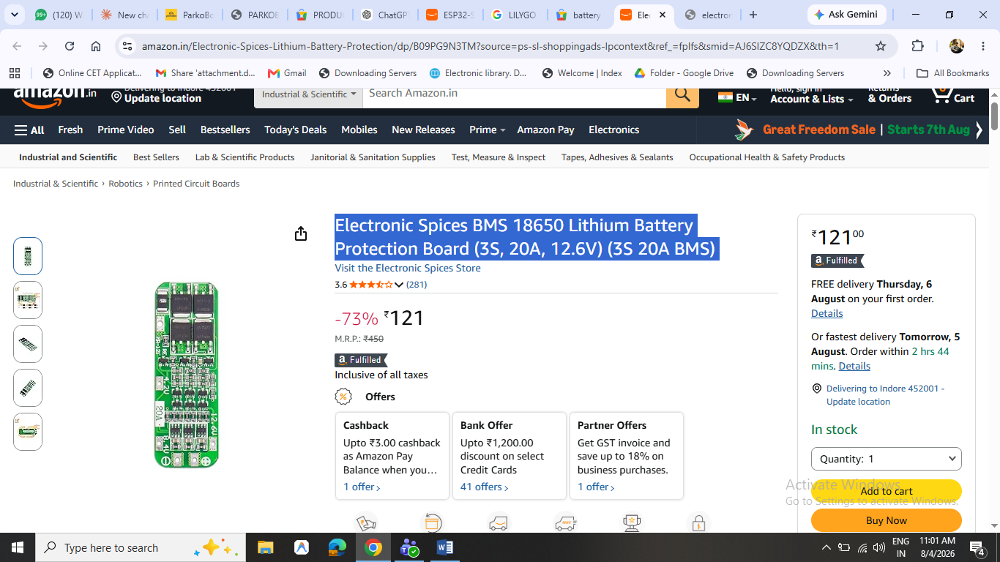 (120) W
New ch
ParkoBo
PARKOB
PRODU
ChatGP
ESP32-S
LILYGO
battery
Ele
electron
Ask Gemini
amazon.in/Electronic-Spices-Lithium-Battery-Protection/dp/B09PG9N3TM?source=ps-sl-shoppingads-lpcontext&ref_=fplfs&smid=AJ6SIZC8YQDZX&th=1
Online CET Applicat...
Share 'attachment.d...
Gmail
Downloading Servers
Electronic library. D...
Welcome | Index
Folder - Google Drive
Downloading Servers
All Bookmarks
amazon.in
Delivering to Indore 452001
Update location
Industrial & Scientific
Search Amazon.in
EN
Hello, sign in
Account & Lists
Returns
& Orders
Cart
All
Fresh
Prime Video
Sell
Bestsellers
Today's Deals
Mobiles
New Releases
Prime
Amazon Pay
Electronics
Great Freedom Sale | Starts 7th Aug
Industrial and Scientific
Best Sellers
Lab & Scientific Products
Janitorial & Sanitation Supplies
Test, Measure & Inspect
Tapes, Adhesives & Sealants
Occupational Health & Safety Products
Industrial & Scientific › Robotics › Printed Circuit Boards
Electronic Spices BMS 18650 Lithium Battery
Protection Board (3S, 20A, 12.6V) (3S 20A BMS)
Visit the Electronic Spices Store
3.6
(281)
-73% ₹121
M.R.P.: ₹450
a Fulfilled
Inclusive of all taxes
Offers
Cashback
Upto ₹3.00 cashback
as Amazon Pay
Balance when you…
1 offer ›
Bank Offer
Upto ₹1,200.00
discount on select
Credit Cards
41 offers ›
Partner Offers
Get GST invoice and
save up to 18% on
business purchases.
1 offer ›
4.2V
20A
12.6V
8.4V
₹121 00
a Fulfilled
FREE delivery Thursday, 6
August on your first order.
Details
Or fastest delivery Tomorrow, 5
August. Order within 2 hrs 44
mins. Details
Delivering to Indore 452001 -
Update location
In stock
Quantity: 1
Add to cart
Buy Now
Activate Windows
Go to Settings to activate Windows.
Type here to search
ENG
IN
11:01 AM
8/4/2026
4